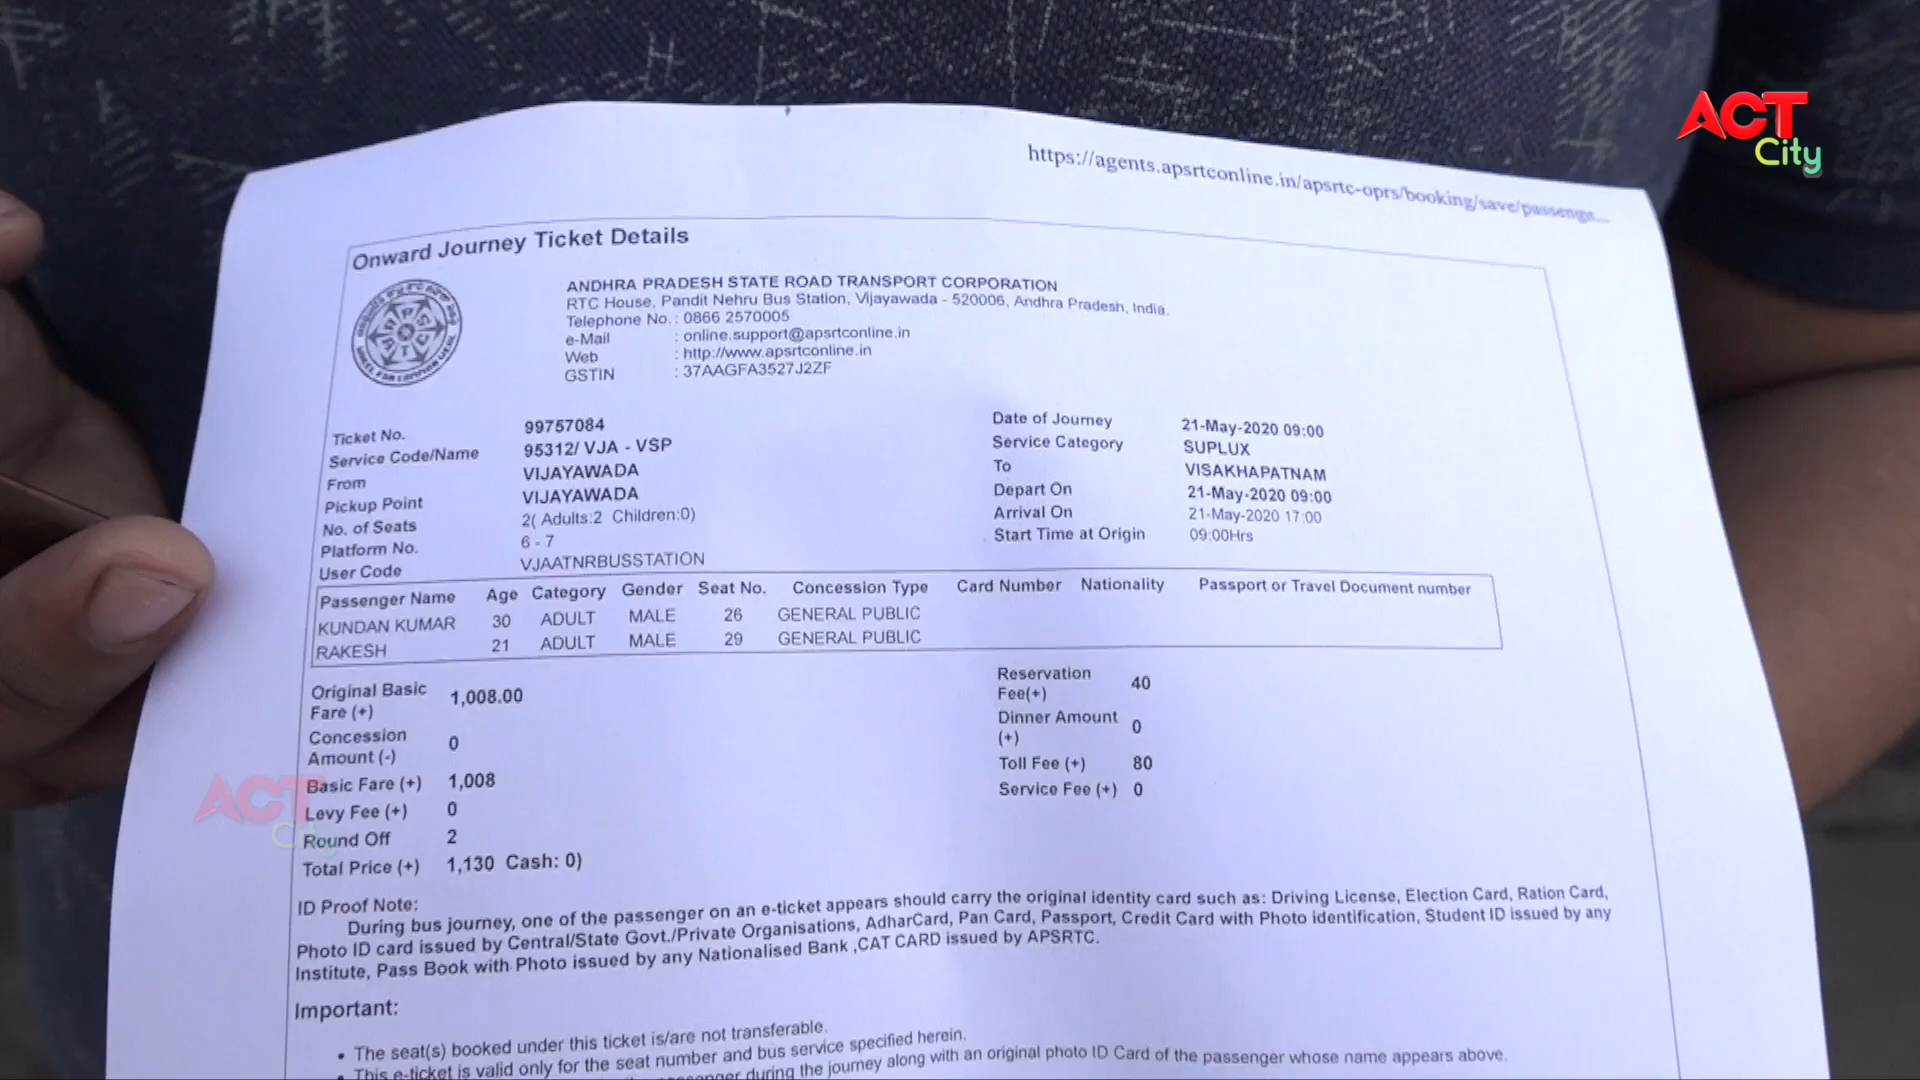 ACT
City
https://agents.apsrtconline.in/apsrtc-oprs/booking/save/passenge...
Onward Journey Ticket Details
ANDHRA PRADESH STATE ROAD TRANSPORT CORPORATION
RTC House, Pandit Nehru Bus Station, Vijayawada - 520006, Andhra Pradesh, India.
Telephone No. : 0866 2570005
e-Mail : online.support@apsrtconline.in
Web : http://www.apsrtconline.in
GSTIN : 37AAGFA3527J2ZF
Ticket No. 99757084 Date of Journey 21-May-2020 09:00
Service Code/Name 95312/ VJA - VSP Service Category SUPLUX
From VIJAYAWADA To VISAKHAPATNAM
Pickup Point VIJAYAWADA Depart On 21-May-2020 09:00
No. of Seats 2( Adults:2 Children:0) Arrival On 21-May-2020 17:00
Platform No. 6 - 7 Start Time at Origin 09:00Hrs
User Code VJAATNRBUSSTATION
Passenger Name Age Category Gender Seat No. Concession Type Card Number Nationality Passport or Travel Document number
KUNDAN KUMAR 30 ADULT MALE 26 GENERAL PUBLIC
RAKESH 21 ADULT MALE 29 GENERAL PUBLIC
Original Basic Reservation
Fare (+) 1,008.00 Fee(+) 40
Concession Dinner Amount
Amount (-) 0 (+) 0
Basic Fare (+) 1,008 Toll Fee (+) 80
Levy Fee (+) 0 Service Fee (+) 0
Round Off 2
Total Price (+) 1,130 Cash: 0)
ACT
City
ID Proof Note:
During bus journey, one of the passenger on an e-ticket appears should carry the original identity card such as: Driving License, Election Card, Ration Card,
Photo ID card issued by Central/State Govt./Private Organisations, AdharCard, Pan Card, Passport, Credit Card with Photo identification, Student ID issued by any
Institute, Pass Book with Photo issued by any Nationalised Bank ,CAT CARD issued by APSRTC.
Important:
• The seat(s) booked under this ticket is/are not transferable.
• This e-ticket is valid only for the seat number and bus service specified herein.
during the journey along with an original photo ID Card of the passenger whose name appears above.